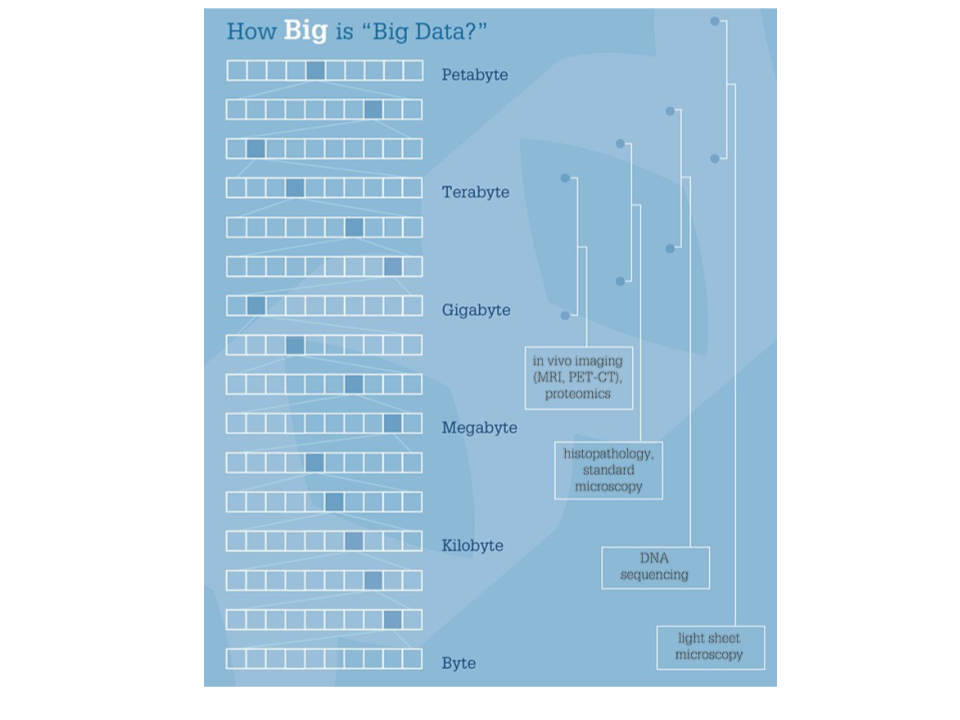 How Big is “Big Data?”
Petabyte
Terabyte
Gigabyte
Megabyte
Kilobyte
Byte
in vivo imaging
(MRI, PET-CT),
proteomics
histopathology,
standard
microscopy
DNA
sequencing
light sheet
microscopy